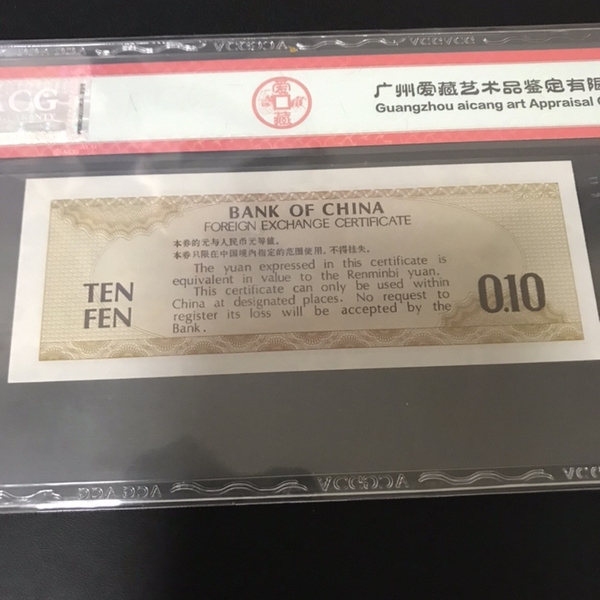 ACG
爱藏
广州爱藏艺术品鉴定有限
Guangzhou aicang art Appraisal
BANK OF CHINA
FOREIGN EXCHANGE CERTIFICATE
本券的元与人民币元等值。
本券只限在中国境内指定的范围使用,不得挂失。
The yuan expressed in this certificate is
equivalent in value to the Renminbi yuan.
This certificate can only be used within
China at designated places. No request to
register its loss will be accepted by the
Bank.
TEN
FEN
0.10